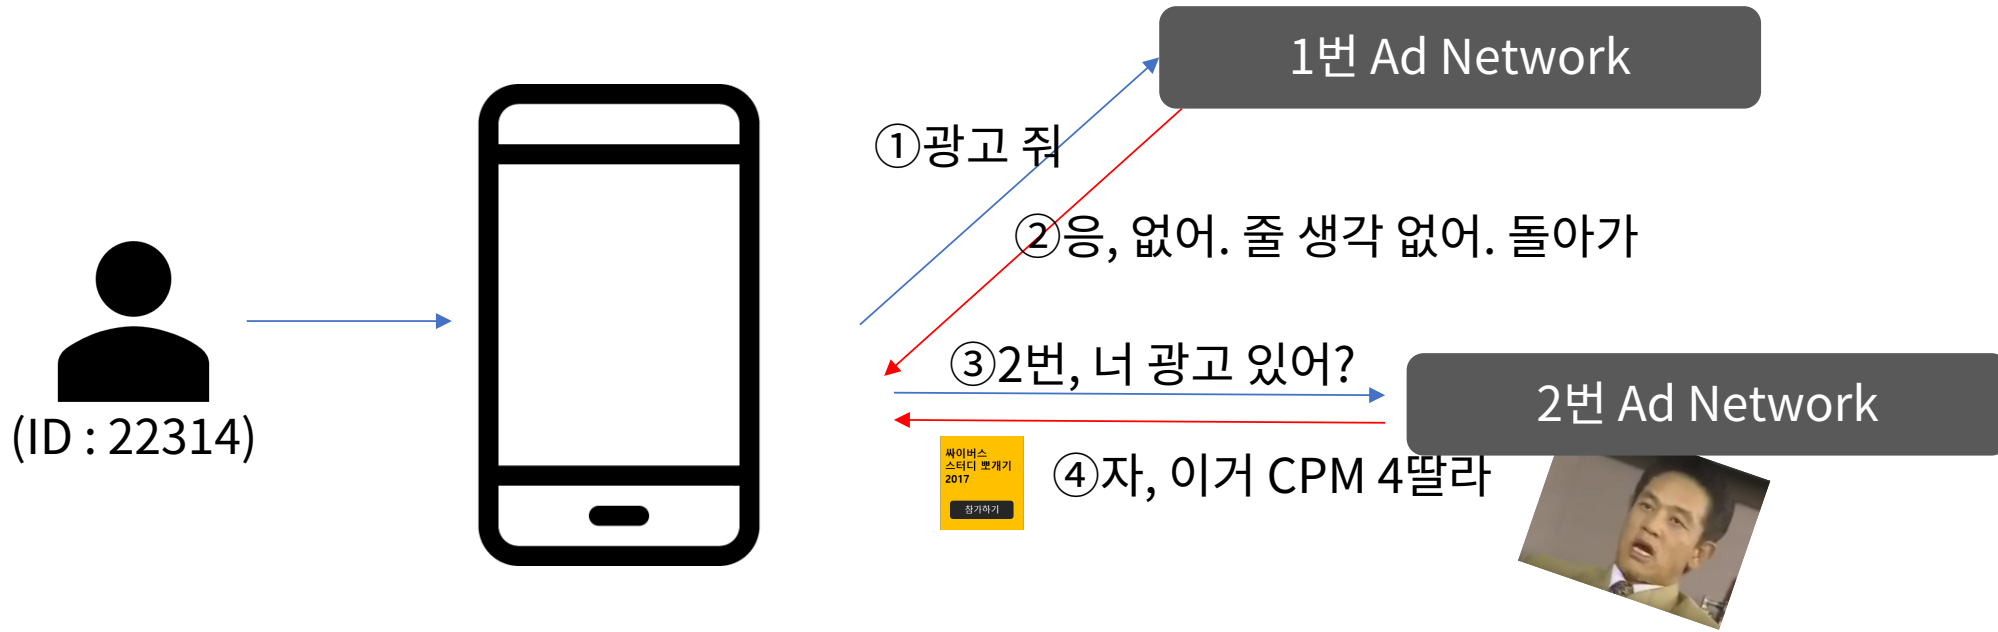 1번 Ad Network
①광고 줘
②응, 없어. 줄 생각 없어. 돌아가
③2번, 너 광고 있어?
2번 Ad Network
(ID : 22314)
싸이버스
스터디 뽀개기
2017
참가하기
④자, 이거 CPM 4딸라